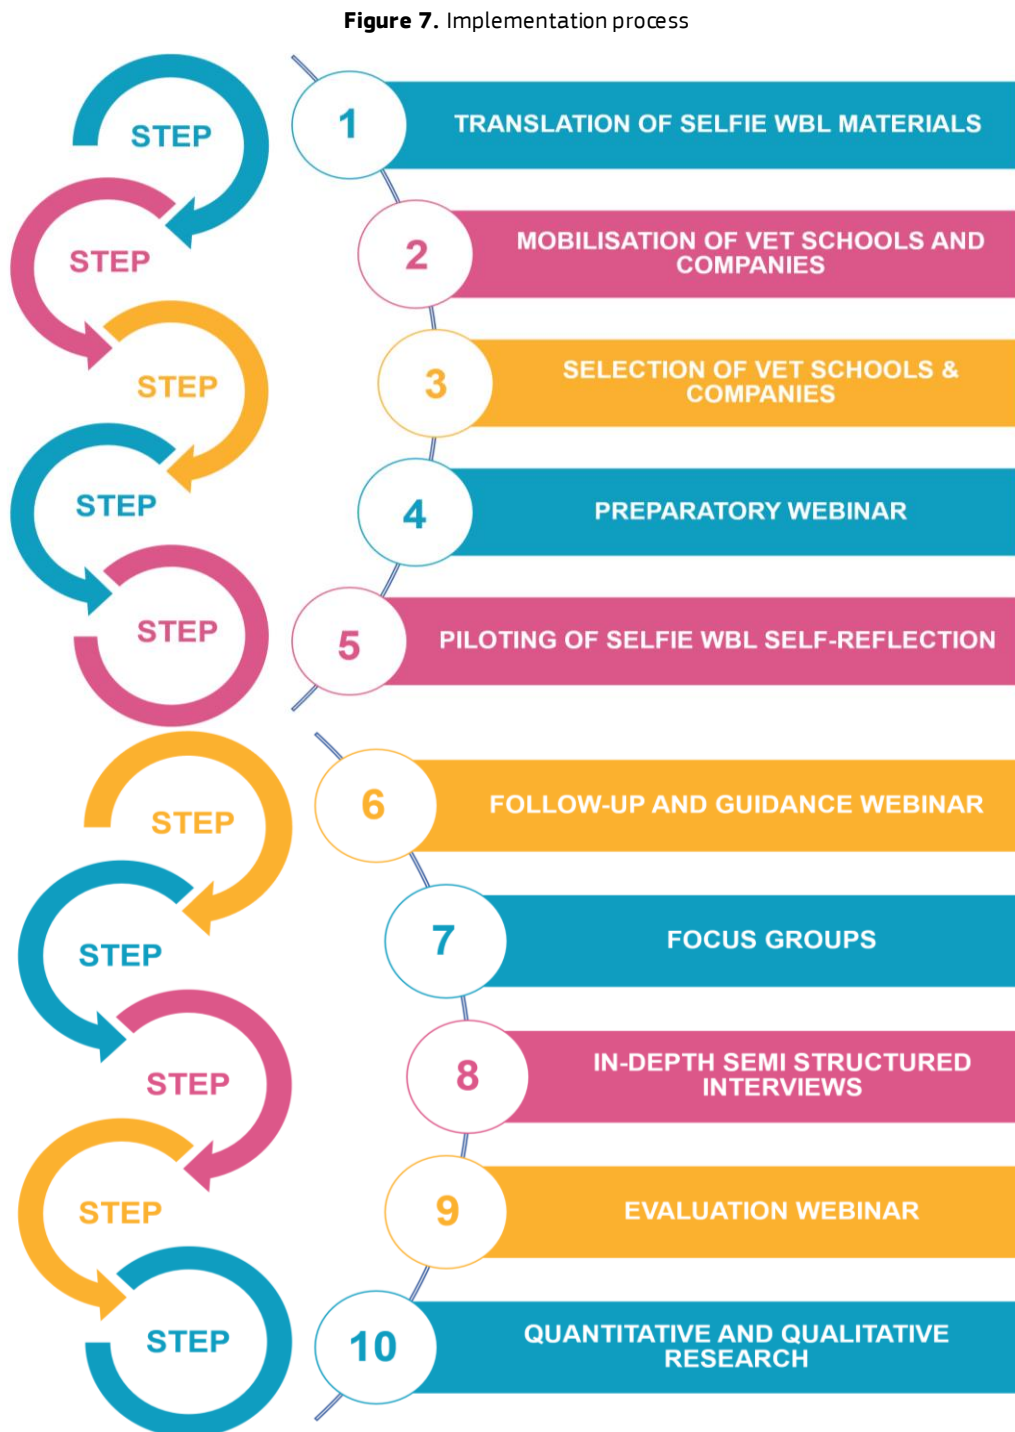 Figure 7. Implementation process
STEP
1
TRANSLATION OF SELFIE WBL MATERIALS
STEP
2
MOBILISATION OF VET SCHOOLS AND
COMPANIES
STEP
3
SELECTION OF VET SCHOOLS &
COMPANIES
STEP
4
PREPARATORY WEBINAR
STEP
5
PILOTING OF SELFIE WBL SELF-REFLECTION
STEP
6
FOLLOW-UP AND GUIDANCE WEBINAR
STEP
7
FOCUS GROUPS
STEP
8
IN-DEPTH SEMI STRUCTURED
INTERVIEWS
STEP
9
EVALUATION WEBINAR
STEP
10
QUANTITATIVE AND QUALITATIVE
RESEARCH